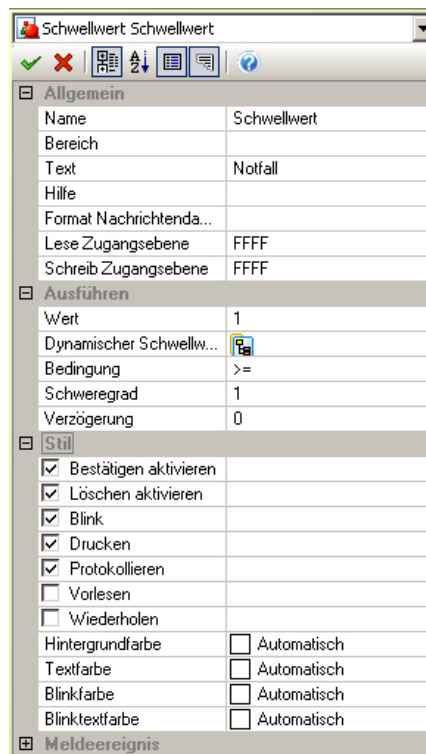 Schwellwert Schwellwert
Allgemein
Name Schwellwert
Bereich
Text Notfall
Hilfe
Format Nachrichtenda...
Lese Zugangsebene FFFF
Schreib Zugangsebene FFFF
Ausführen
Wert 1
Dynamischer Schwellw...
Bedingung >=
Schweregrad 1
Verzögerung 0
Stil
Bestätigen aktivieren
Löschen aktivieren
Blink
Drucken
Protokollieren
Vorlesen
Wiederholen
Hintergrundfarbe Automatisch
Textfarbe Automatisch
Blinkfarbe Automatisch
Blinktextfarbe Automatisch
Meldeereignis